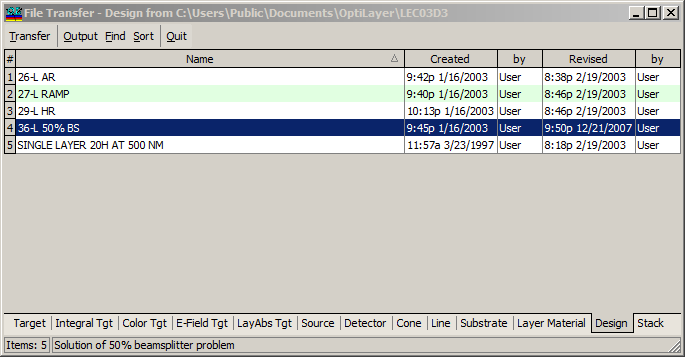 File Transfer - Design from C:\Users\Public\Documents\OptiLayer\LEC03D3
Transfer Output Find Sort Quit
# Name Created by Revised by
1 26-L AR 9:42p 1/16/2003 User 8:38p 2/19/2003 User
2 27-L RAMP 9:40p 1/16/2003 User 8:46p 2/19/2003 User
3 29-L HR 10:13p 1/16/2003 User 8:46p 2/19/2003 User
4 36-L 50% BS 9:45p 1/16/2003 User 9:50p 12/21/2007 User
5 SINGLE LAYER 20H AT 500 NM 11:57a 3/23/1997 User 8:18p 2/19/2003 User
Target Integral Tgt Color Tgt E-Field Tgt LayAbs Tgt Source Detector Cone Line Substrate Layer Material Design Stack
Items: 5 Solution of 50% beamsplitter problem